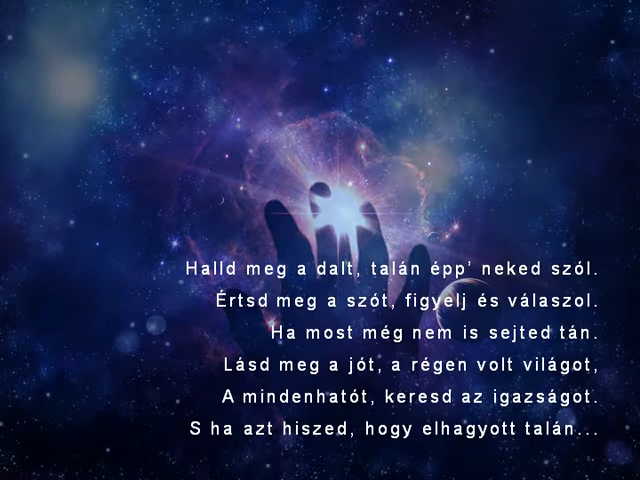 Halld meg a dalt, talán épp’ neked szól.
Értsd meg a szót, figyelj és válaszol.
Ha most még nem is sejted tán.
Lásd meg a jót, a régen volt világot,
A mindenhatót, keresd az igazságot.
S ha azt hiszed, hogy elhagyott talán...